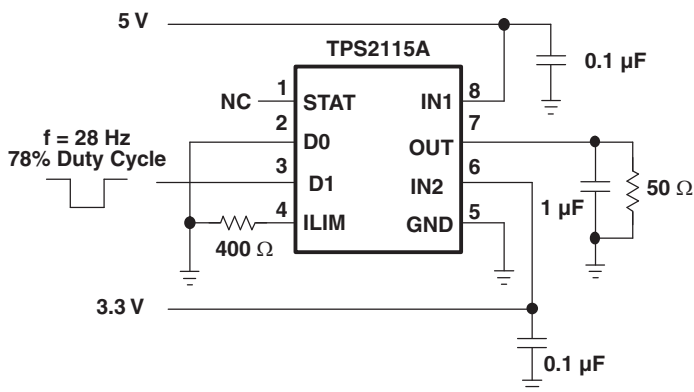 5 V
TPS2115A
0.1 µF
NC
1
STAT
IN1
8
f = 28 Hz
78% Duty Cycle
2
D0
OUT
7
3
D1
IN2
6
1 µF
50 Ω
4
ILIM
GND
5
400 Ω
3.3 V
0.1 µF